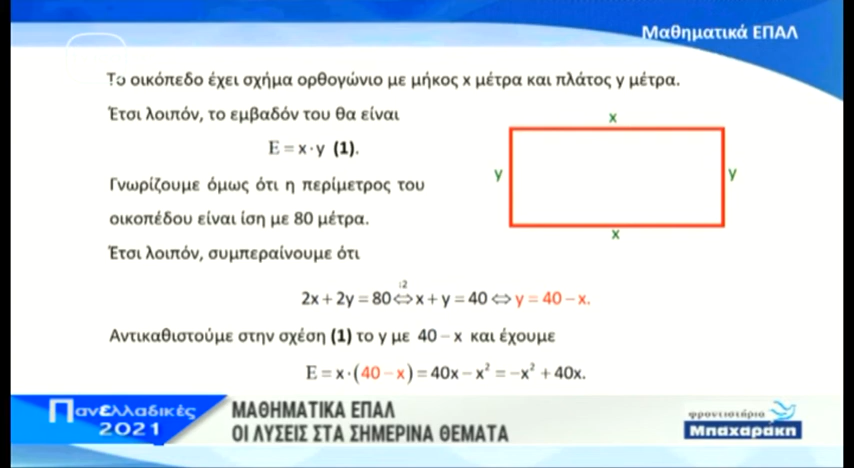 Μαθηματικά ΕΠΑΛ
Το οικόπεδο έχει σχήμα ορθογώνιο με μήκος x μέτρα και πλάτος y μέτρα.
Έτσι λοιπόν, το εμβαδόν του θα είναι
E = x·y (1).
Γνωρίζουμε όμως ότι η περίμετρος του
οικοπέδου είναι ίση με 80 μέτρα.
x
y
y
x
Έτσι λοιπόν, συμπεραίνουμε ότι
:2
2x + 2y = 80 ⇔ x + y = 40 ⇔ y = 40 − x.
Αντικαθιστούμε στην σχέση (1) το y με 40 − x και έχουμε
E = x·(40 − x) = 40x − x² = −x² + 40x.
Πανελλαδικές
2021
ΜΑΘΗΜΑΤΙΚΑ ΕΠΑΛ
ΟΙ ΛΥΣΕΙΣ ΣΤΑ ΣΗΜΕΡΙΝΑ ΘΕΜΑΤΑ
φροντιστήριο
Μπαχαράκη